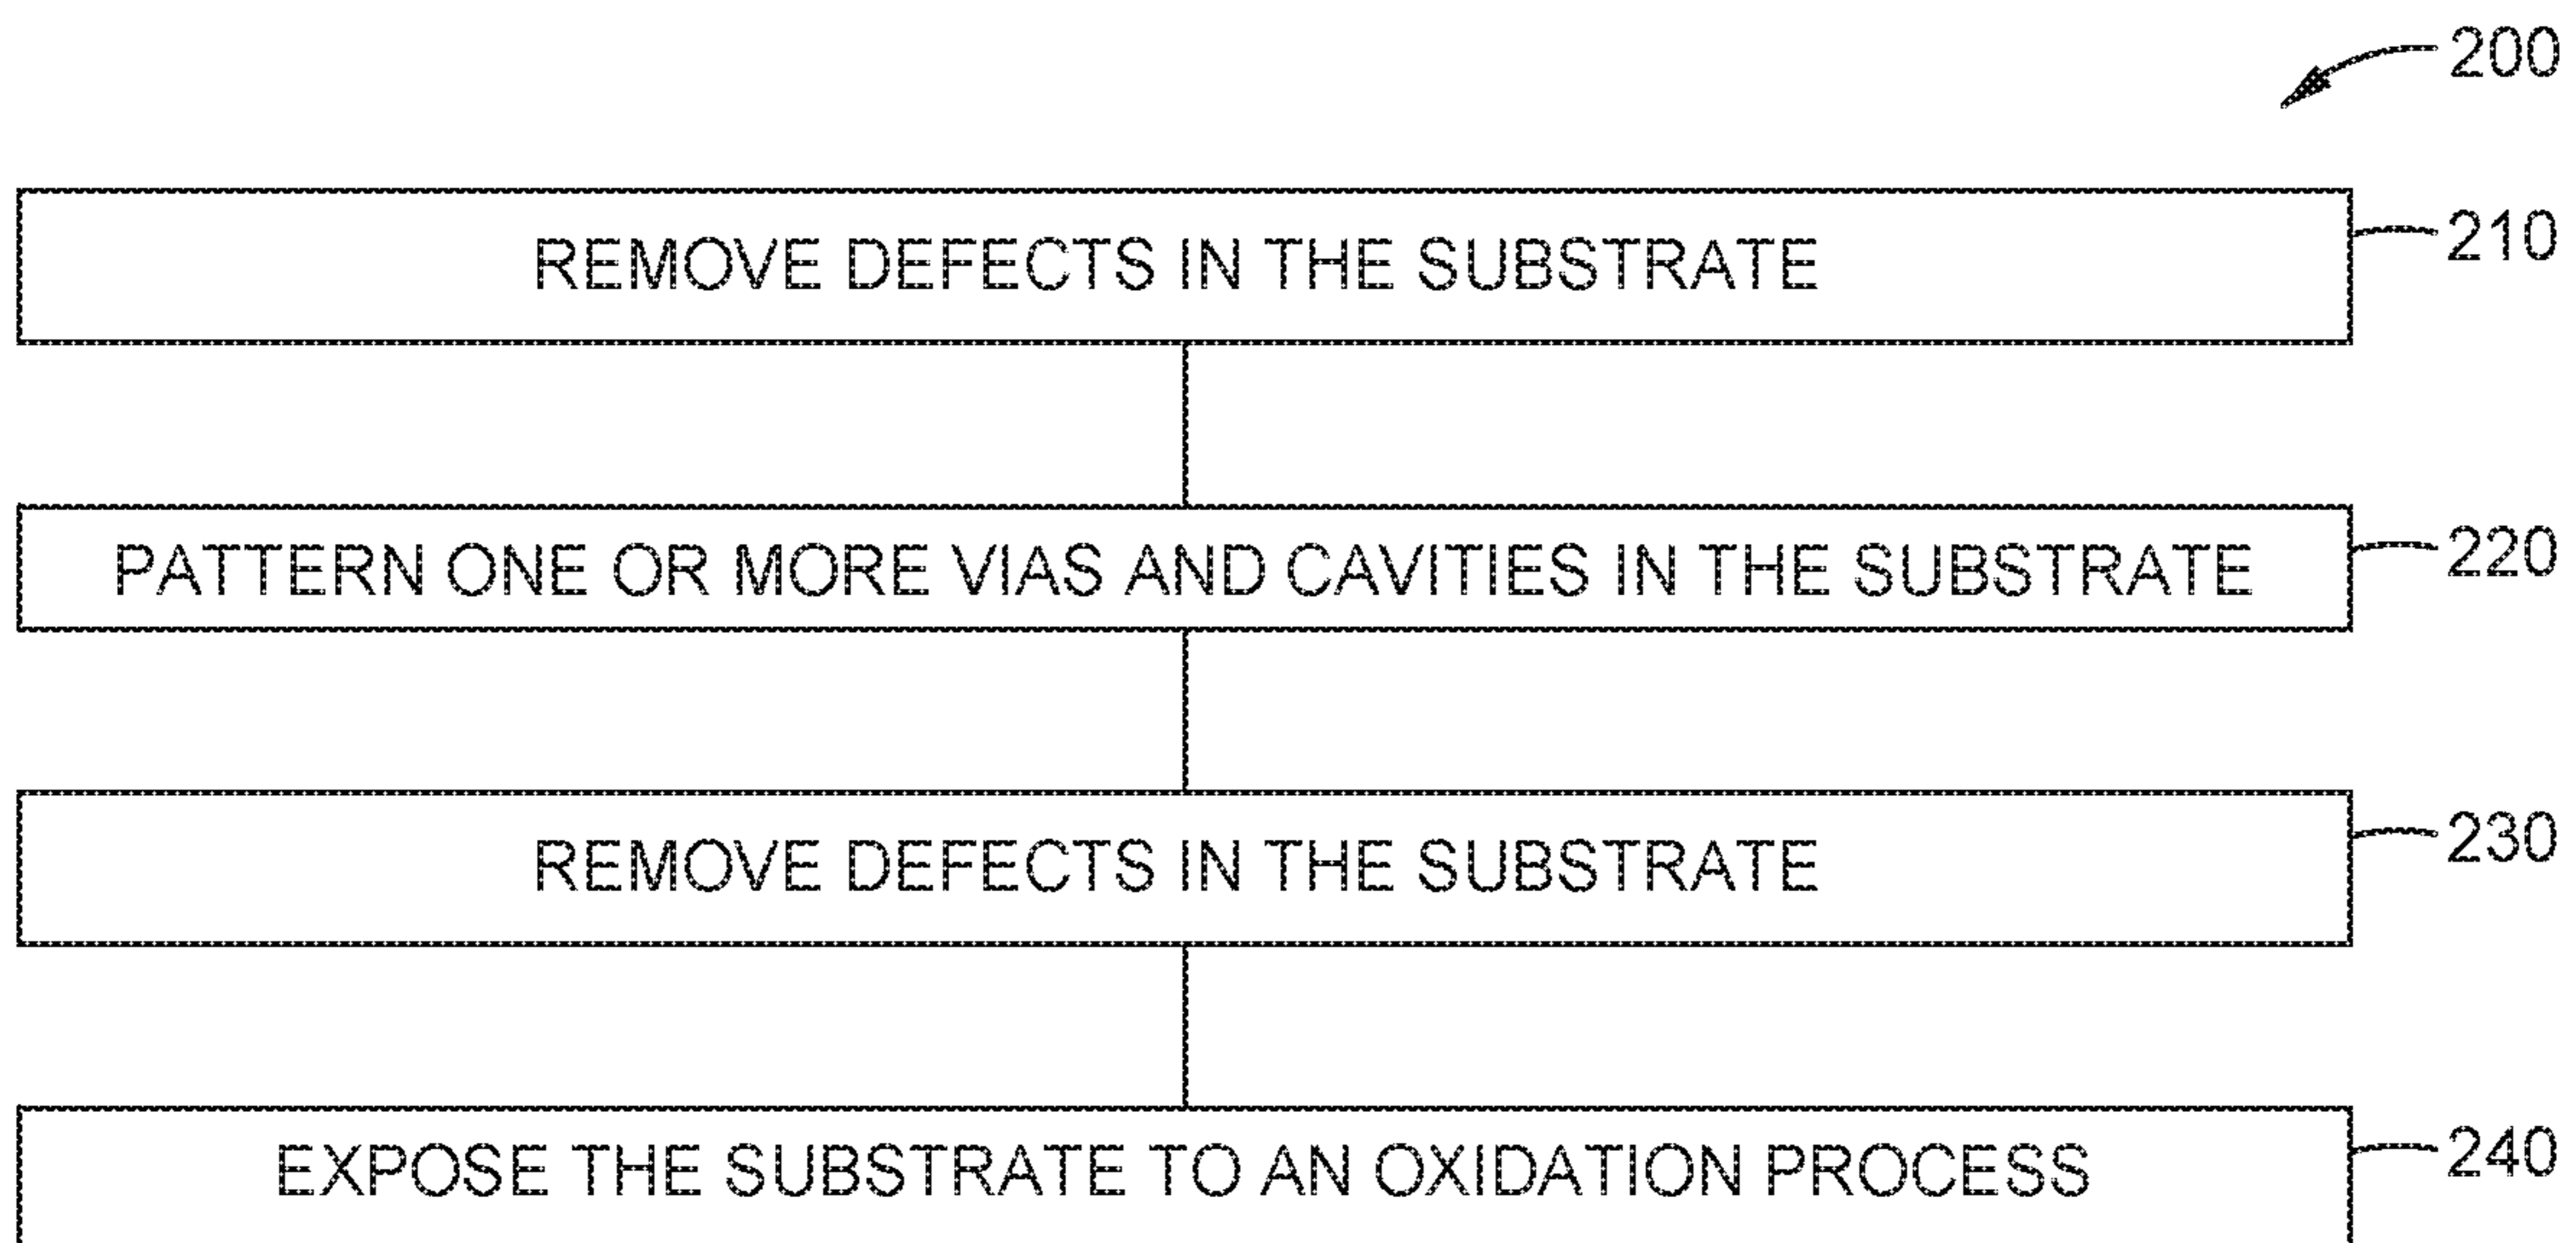 200
REMOVE DEFECTS IN THE SUBSTRATE
210
PATTERN ONE OR MORE VIAS AND CAVITIES IN THE SUBSTRATE
220
REMOVE DEFECTS IN THE SUBSTRATE
230
EXPOSE THE SUBSTRATE TO AN OXIDATION PROCESS
240